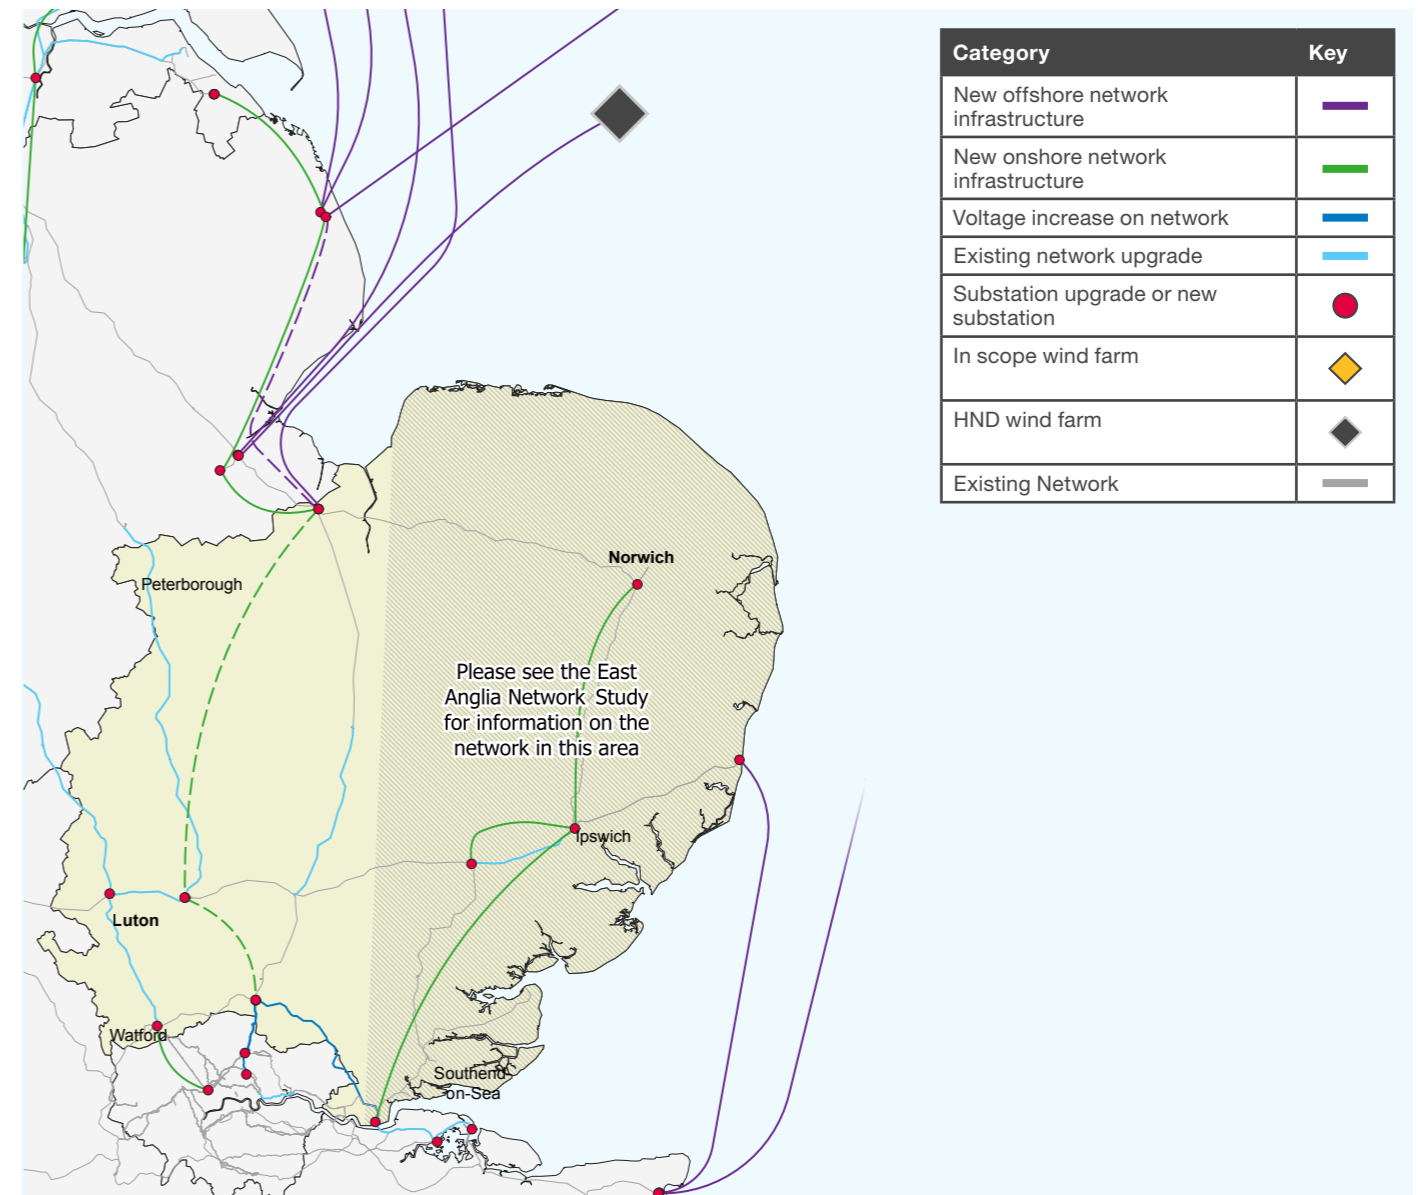 Category Key
New offshore network
infrastructure
New onshore network
infrastructure
Voltage increase on network
Existing network upgrade
Substation upgrade or new
substation
In scope wind farm
HND wind farm
Existing Network
Norwich
Peterborough
Please see the East
Anglia Network Study
for information on the
network in this area
Ipswich
Luton
Watford
Southend
-on-Sea